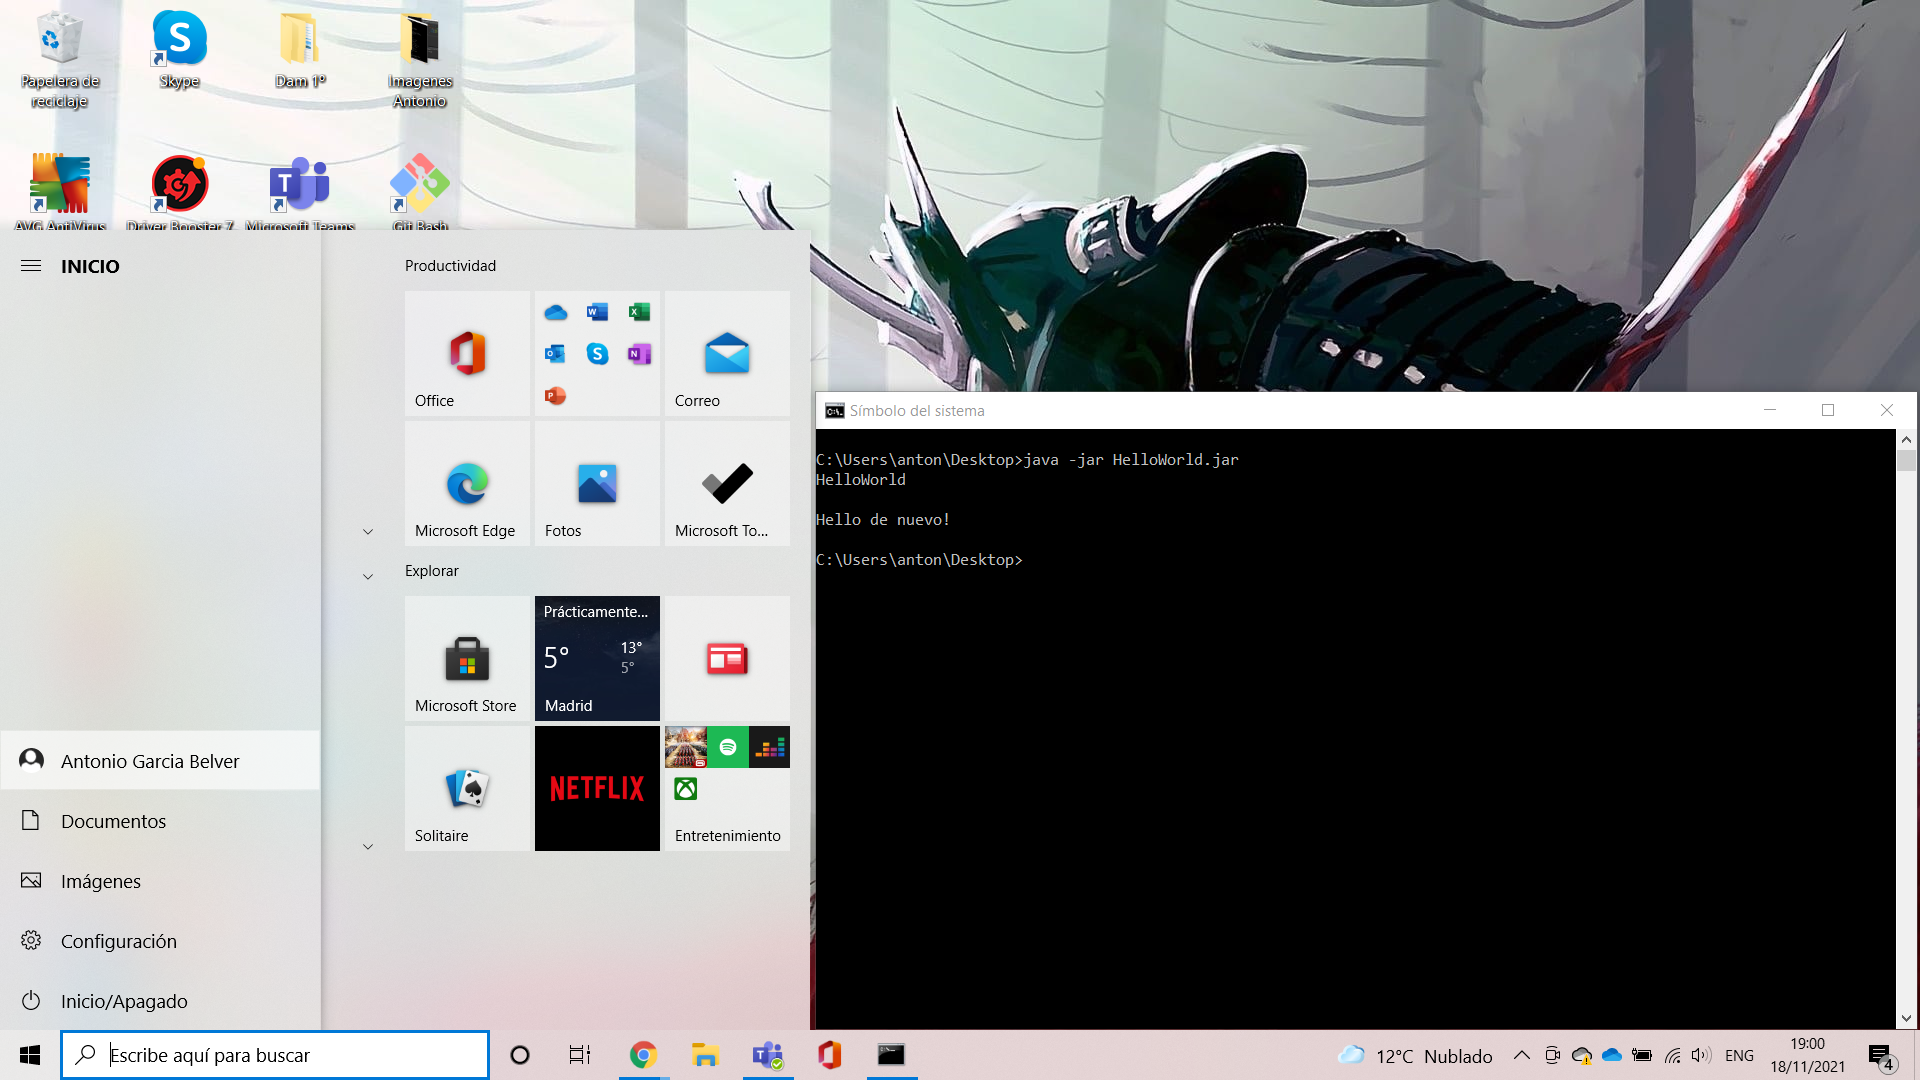 Papelera de
reciclaje
Skype
Dam 1º
Imagenes
Antonio
AVG AntiVirus
Driver Booster 7
Microsoft Teams
Git Bash
INICIO
Antonio Garcia Belver
Documentos
Imágenes
Configuración
Inicio/Apagado
Productividad
Office
Correo
Microsoft Edge
Fotos
Microsoft To...
Explorar
Microsoft Store
Prácticamente...
5°
13°
5°
Madrid
Solitaire
NETFLIX
Entretenimiento
Símbolo del sistema
C:\Users\anton\Desktop>java -jar HelloWorld.jar
HelloWorld
Hello de nuevo!
C:\Users\anton\Desktop>
Escribe aquí para buscar
12°C Nublado
ENG
19:00
18/11/2021
4